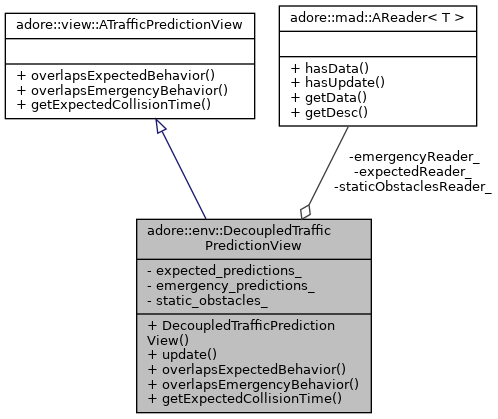 adore::view::ATrafficPredictionView
+ overlapsExpectedBehavior()
+ overlapsEmergencyBehavior()
+ getExpectedCollisionTime()
adore::mad::AReader< T >
+ hasData()
+ hasUpdate()
+ getData()
+ getDesc()
-emergencyReader_
-expectedReader_
-staticObstaclesReader_
adore::env::DecoupledTraffic
PredictionView
- expected_predictions_
- emergency_predictions_
- static_obstacles_
+ DecoupledTrafficPrediction
View()
+ update()
+ overlapsExpectedBehavior()
+ overlapsEmergencyBehavior()
+ getExpectedCollisionTime()